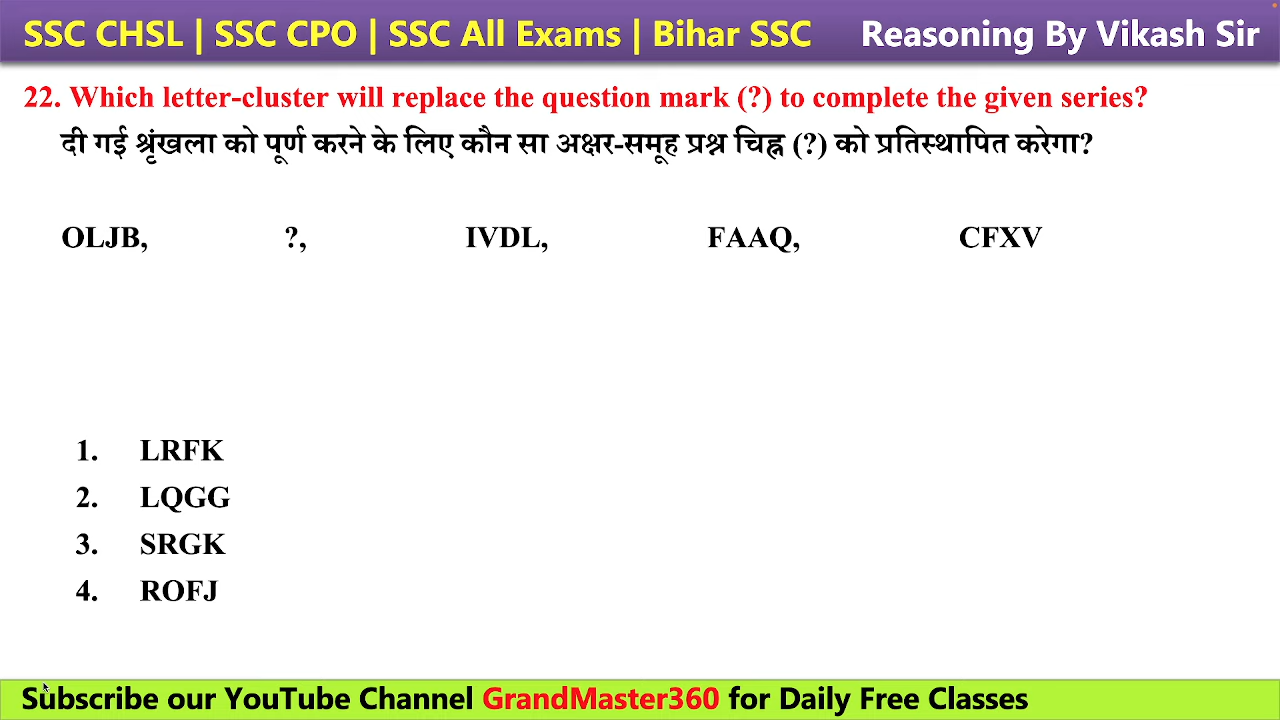 SSC CHSL | SSC CPO | SSC All Exams | Bihar SSC Reasoning By Vikash Sir
22. Which letter-cluster will replace the question mark (?) to complete the given series?
दी गई श्रृंखला को पूर्ण करने के लिए कौन सा अक्षर-समूह प्रश्न चिह्न (?) को प्रतिस्थापित करेगा?
OLJB, ?, IVDL, FAAQ, CFXV
1. LRFK
2. LQGG
3. SRGK
4. ROFJ
Subscribe our YouTube Channel GrandMaster360 for Daily Free Classes